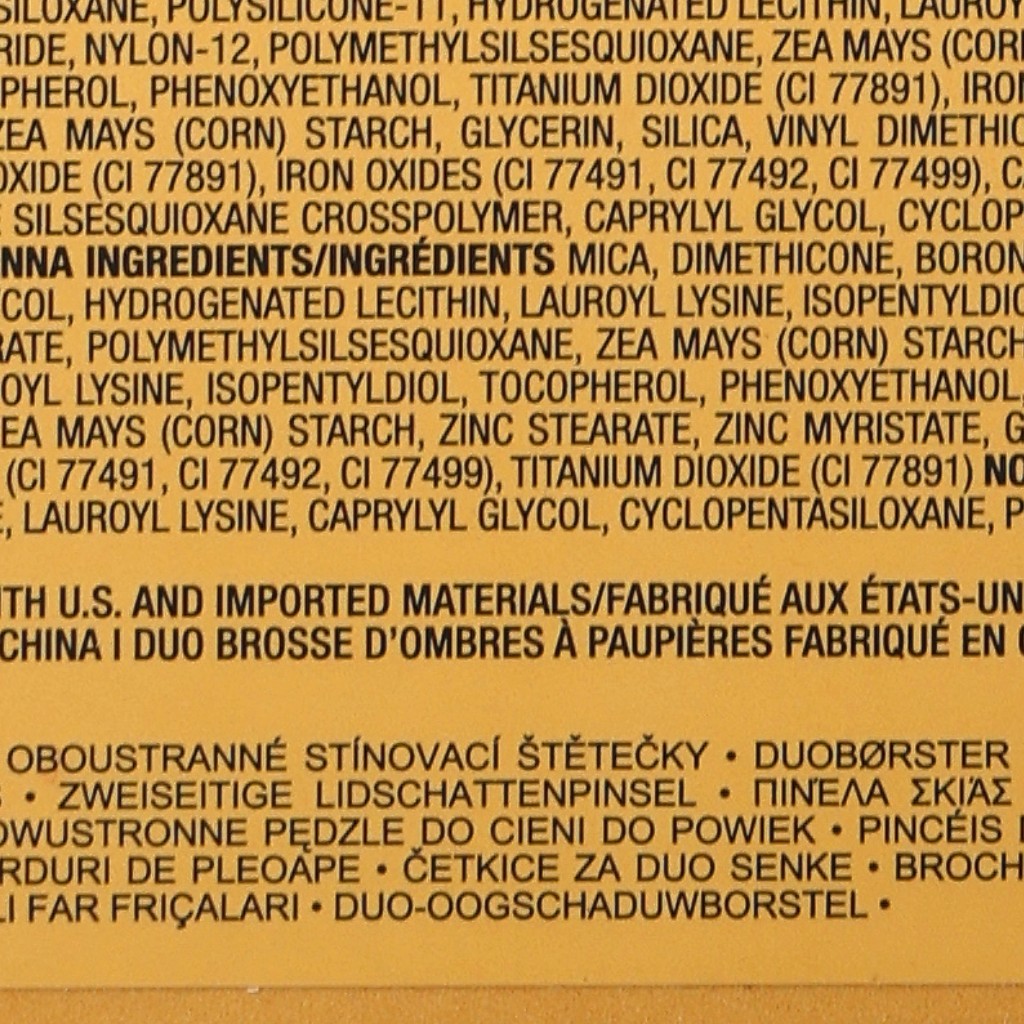 SILOXANE, POLYSILICONE-11, HYDROGENATED LECITHIN, LAUROY
RIDE, NYLON-12, POLYMETHYLSILSESQUIOXANE, ZEA MAYS (COR
PHEROL, PHENOXYETHANOL, TITANIUM DIOXIDE (CI 77891), IRO
ZEA MAYS (CORN) STARCH, GLYCERIN, SILICA, VINYL DIMETHIC
OXIDE (CI 77891), IRON OXIDES (CI 77491, CI 77492, CI 77499), C
SILSESQUIOXANE CROSSPOLYMER, CAPRYLYL GLYCOL, CYCLOP
NNA INGREDIENTS/INGRÉDIENTS MICA, DIMETHICONE, BORON
COL, HYDROGENATED LECITHIN, LAUROYL LYSINE, ISOPENTYLDIO
RATE, POLYMETHYLSILSESQUIOXANE, ZEA MAYS (CORN) STARCH
OYL LYSINE, ISOPENTYLDIOL, TOCOPHEROL, PHENOXYETHANOL,
EA MAYS (CORN) STARCH, ZINC STEARATE, ZINC MYRISTATE, G
(CI 77491, CI 77492, CI 77499), TITANIUM DIOXIDE (CI 77891) NO
E, LAUROYL LYSINE, CAPRYLYL GLYCOL, CYCLOPENTASILOXANE, P
ITH U.S. AND IMPORTED MATERIALS/FABRIQUÉ AUX ÉTATS-UN
CHINA I DUO BROSSE D'OMBRES À PAUPIÈRES FABRIQUÉ EN C
OBOUSTRANNÉ STÍNOVACÍ ŠTĚTEČKY • DUOBØRSTER
S • ZWEISEITIGE LIDSCHATTENPINSEL • ΠΙΝΈΛΑ ΣΚΙΆΣ
DWUSTRONNE PĘDZLE DO CIENI DO POWIEK • PINCÉIS
RDURI DE PLEOAPE • ČETKICE ZA DUO SENKE • BROCH
LI FAR FRIÇALARI • DUO-OOGSCHADUWBORSTEL •